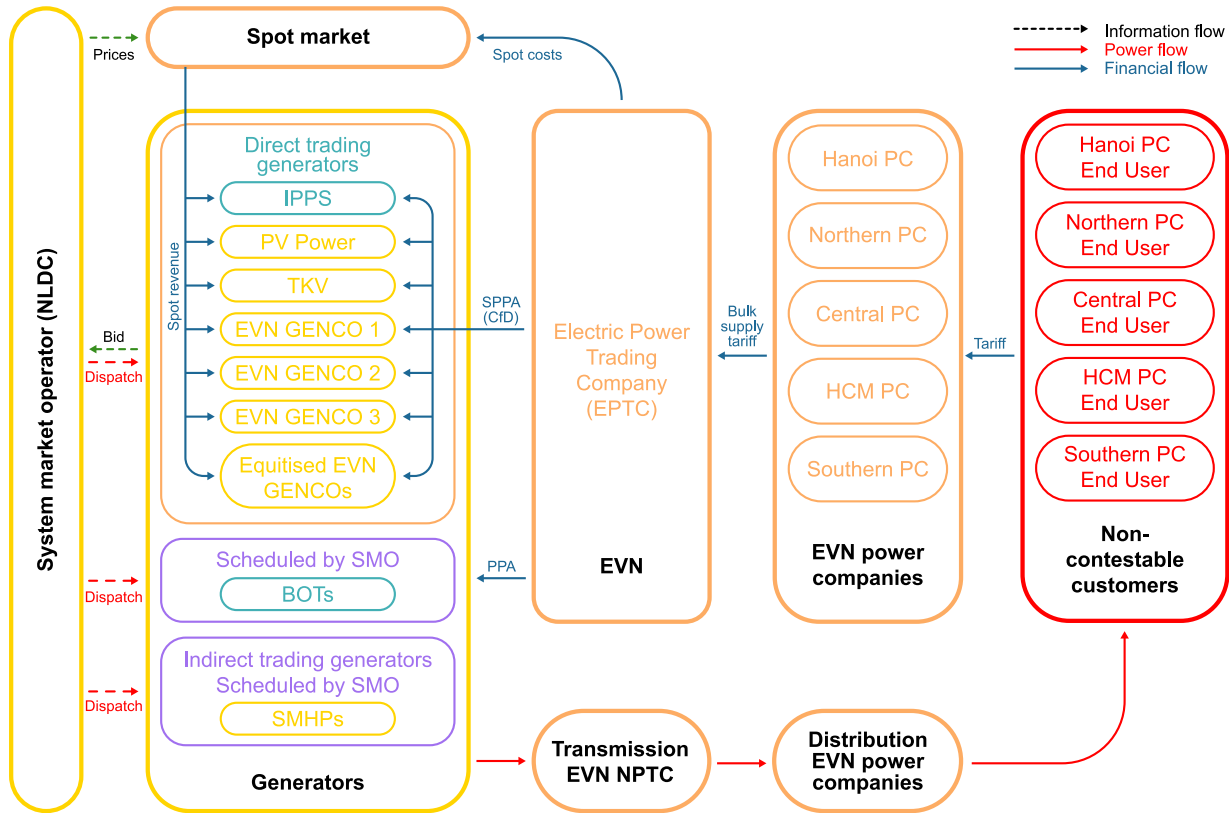 System market operator (NLDC)
Prices
Spot market
Spot costs
Information flow
Power flow
Financial flow
Spot revenue
Direct trading
generators
IPPS
PV Power
TKV
EVN GENCO 1
EVN GENCO 2
EVN GENCO 3
Equitised EVN
GENCOs
Bid
Dispatch
Scheduled by SMO
BOTs
Dispatch
Indirect trading generators
Scheduled by SMO
SMHPs
Dispatch
Generators
SPPA
(CfD)
PPA
Electric Power
Trading
Company
(EPTC)
EVN
Bulk
supply
tariff
Hanoi PC
Northern PC
Central PC
HCM PC
Southern PC
EVN power
companies
Tariff
Hanoi PC
End User
Northern PC
End User
Central PC
End User
HCM PC
End User
Southern PC
End User
Non-
contestable
customers
Transmission
EVN NPTC
Distribution
EVN power
companies